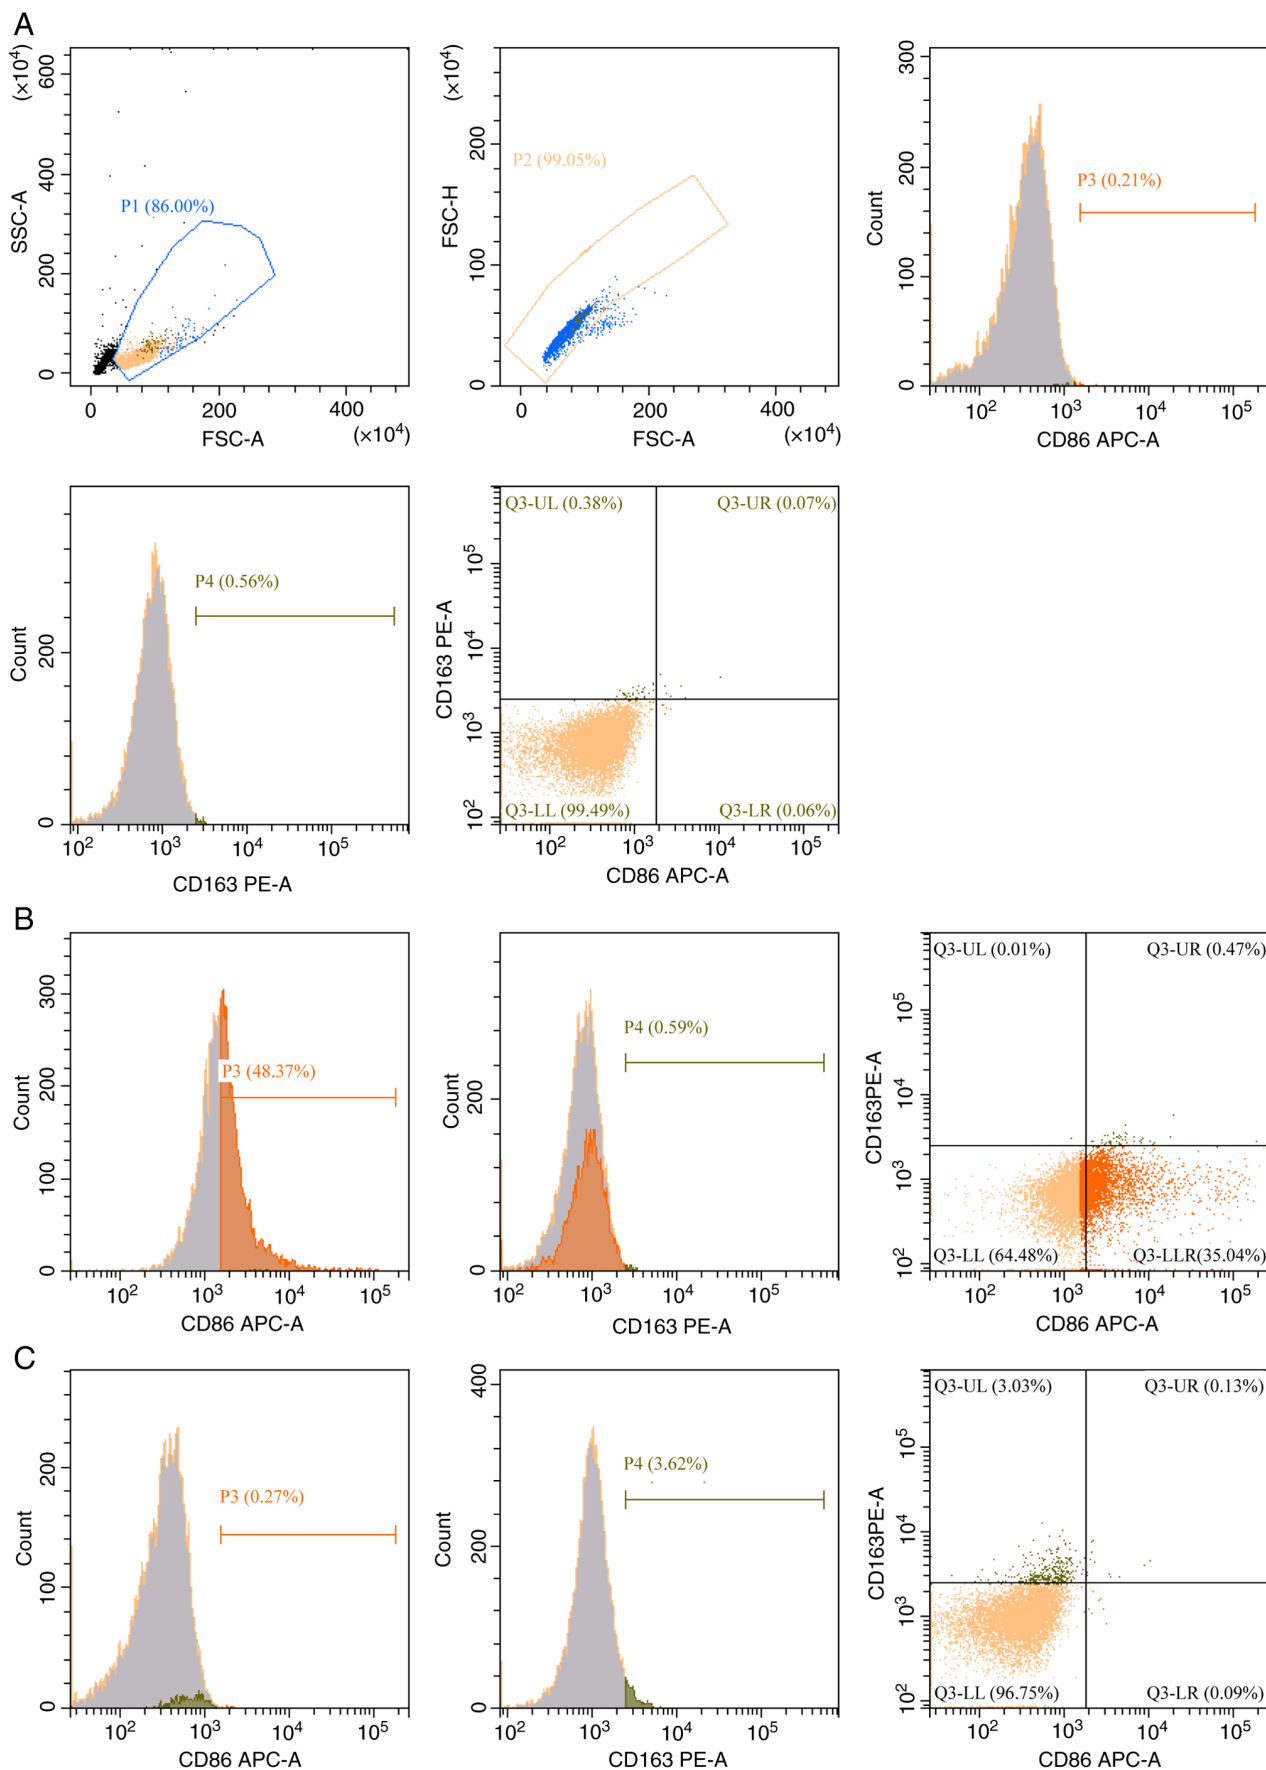 A
(×10⁴)
600
400
200
0
SSC-A
P1 (86.00%)
0 200 400
FSC-A (×10⁴)
(×10⁴)
200
100
0
FSC-H
P2 (99.05%)
0 200 400
FSC-A (×10⁴)
300
200
100
0
Count
P3 (0.21%)
10² 10³ 10⁴ 10⁵
CD86 APC-A
200
0
Count
P4 (0.56%)
10² 10³ 10⁴ 10⁵
CD163 PE-A
Q3-UL (0.38%) Q3-UR (0.07%)
10⁵
10⁴
10³
10²
CD163 PE-A
Q3-LL (99.49%) Q3-LR (0.06%)
10² 10³ 10⁴ 10⁵
CD86 APC-A
B
300
200
100
0
Count
P3 (48.37%)
10² 10³ 10⁴ 10⁵
CD86 APC-A
200
0
Count
P4 (0.59%)
10² 10³ 10⁴ 10⁵
CD163 PE-A
Q3-UL (0.01%) Q3-UR (0.47%)
10⁵
10⁴
10³
10²
CD163PE-A
Q3-LL (64.48%) Q3-LLR(35.04%)
10² 10³ 10⁴ 10⁵
CD86 APC-A
C
200
100
0
Count
P3 (0.27%)
10² 10³ 10⁴ 10⁵
CD86 APC-A
400
200
0
Count
P4 (3.62%)
10² 10³ 10⁴ 10⁵
CD163 PE-A
Q3-UL (3.03%) Q3-UR (0.13%)
10⁵
10⁴
10³
10²
CD163PE-A
Q3-LL (96.75%) Q3-LR (0.09%)
10² 10³ 10⁴ 10⁵
CD86 APC-A